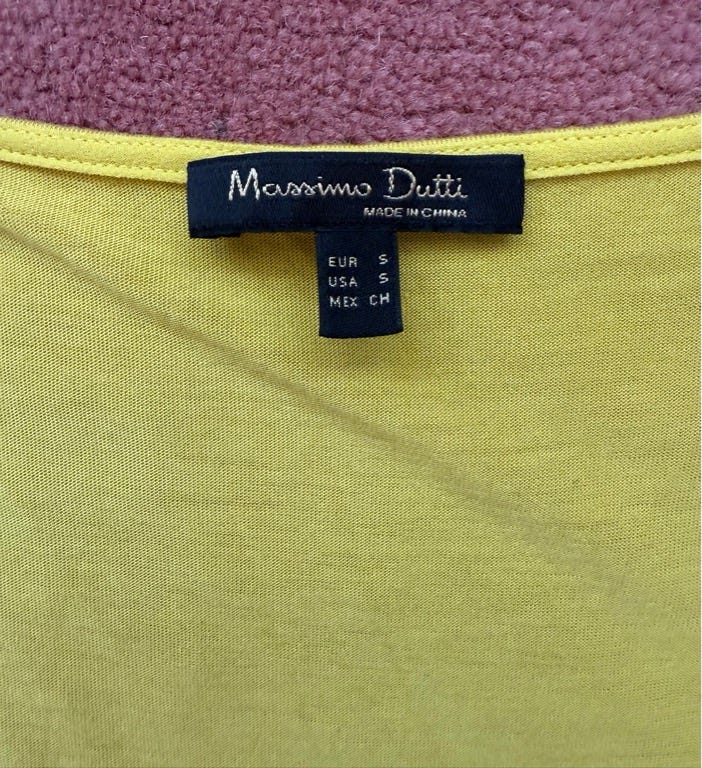 Massimo Dutti
MADE IN CHINA
EUR S
USA S
MEX CH